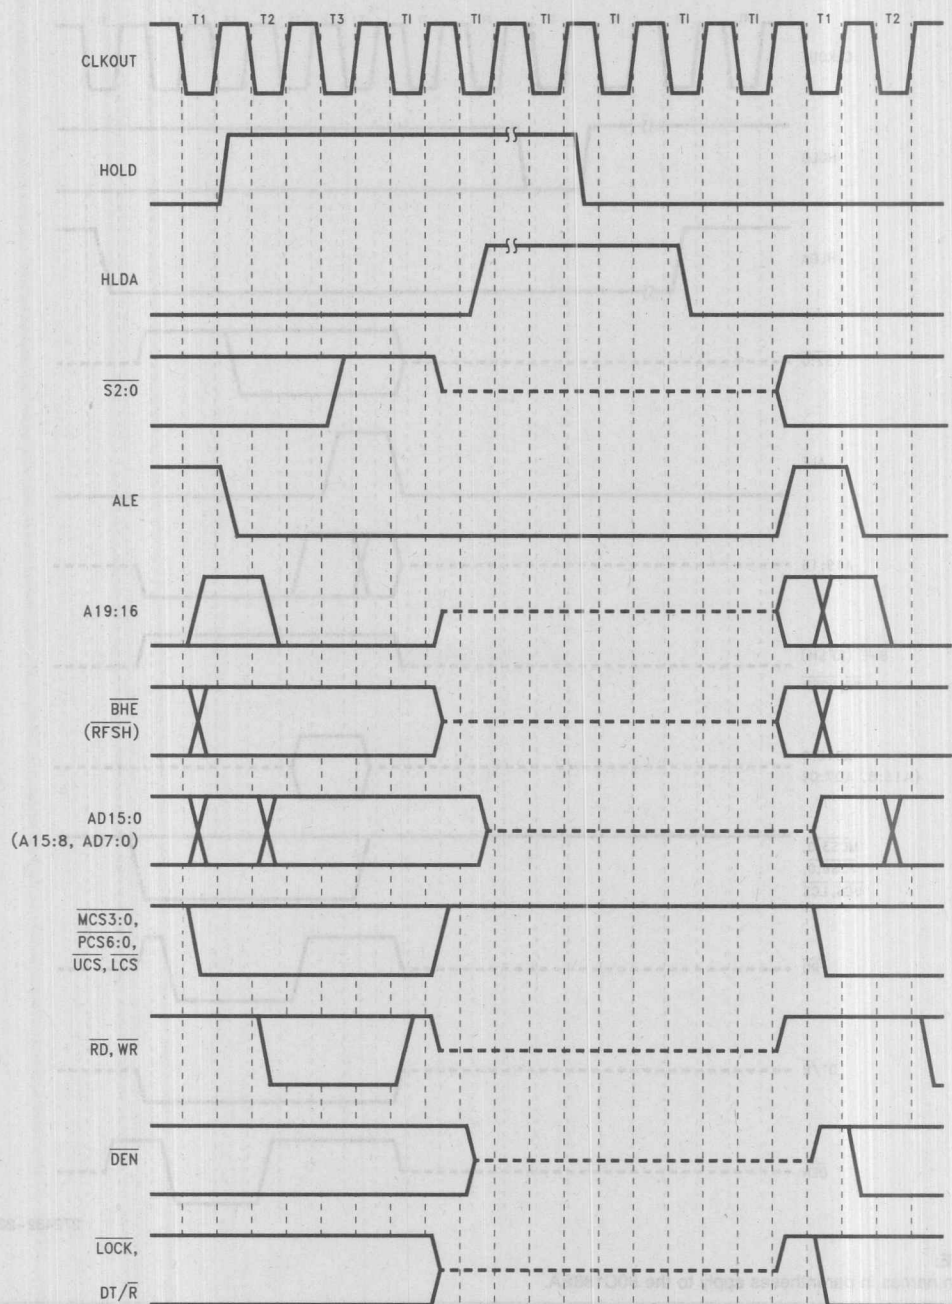 T1 T2 T3 TI TI TI TI TI TI T1 T2
CLKOUT
HOLD
HLDA
S2:0
ALE
A19:16
BHE
(RFSH)
AD15:0
(A15:8, AD7:0)
MCS3:0,
PCS6:0,
UCS, LCS
RD, WR
DEN
LOCK,
DT/R